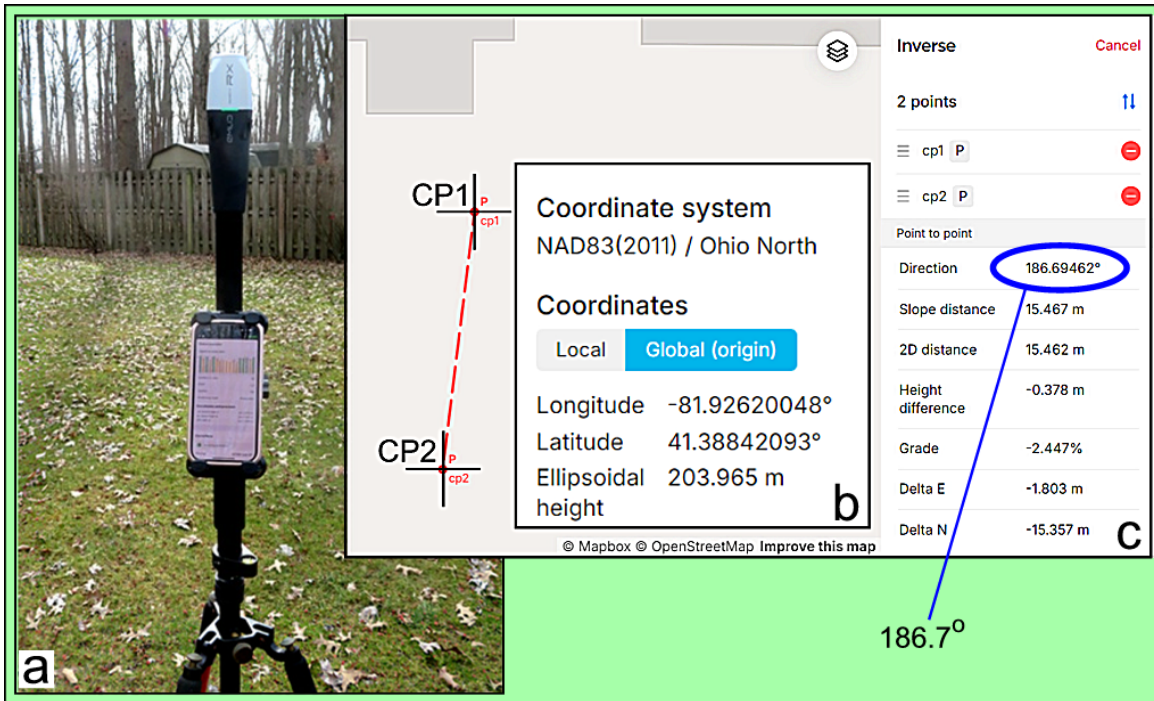 RX
EMLID
a
CP1
P
cp1
CP2
P
cp2
Coordinate system
NAD83(2011) / Ohio North
Coordinates
Local Global (origin)
Longitude -81.92620048°
Latitude 41.38842093°
Ellipsoidal 203.965 m
height
b
© Mapbox © OpenStreetMap Improve this map
Inverse Cancel
2 points
cp1 P
cp2 P
Point to point
Direction 186.69462°
Slope distance 15.467 m
2D distance 15.462 m
Height -0.378 m
difference
Grade -2.447%
Delta E -1.803 m
Delta N -15.357 m
c
186.7°